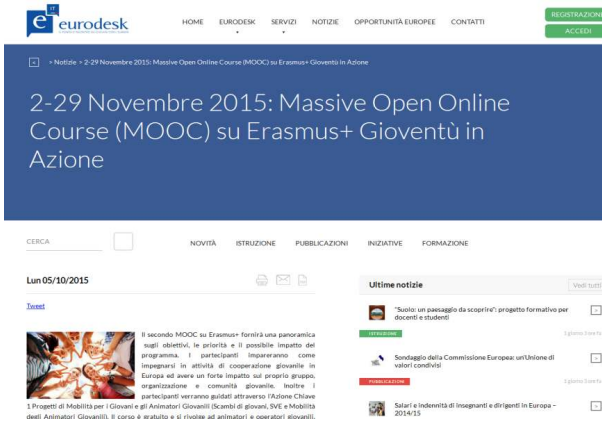 IT
e eurodesk
HOME EURODESK SERVIZI NOTIZIE OPPORTUNITÀ EUROPEE CONTATTI
REGISTRAZIONE
ACCEDI
> Notizie > 2-29 Novembre 2015: Massive Open Online Course (MOOC) su Erasmus+ Gioventù in Azione
2-29 Novembre 2015: Massive Open Online
Course (MOOC) su Erasmus+ Gioventù in
Azione
CERCA
NOVITÀ ISTRUZIONE PUBBLICAZIONI INIZIATIVE FORMAZIONE
Lun 05/10/2015
Tweet
Il secondo MOOC su Erasmus+ fornirà una panoramica
sugli obiettivi, le priorità e il possibile impatto del
programma. I partecipanti impareranno come
impegnarsi in attività di cooperazione giovanile in
Europa ed avere un forte impatto sul proprio gruppo,
organizzazione e comunità giovanile. Inoltre i
partecipanti verranno guidati attraverso l'Azione Chiave
1 Progetti di Mobilità per i Giovani e gli Animatori Giovanili (Scambi di giovani, SVE e Mobilità
degli Animatori Giovanili). Il corso è gratuito e si rivolge ad animatori e operatori giovanili,
Ultime notizie
Vedi tutti
"Suolo: un paesaggio da scoprire": progetto formativo per
docenti e studenti
ISTRUZIONE
Sondaggio della Commissione Europea: un'Unione di
valori condivisi
PUBBLICAZIONI
Salari e indennità di insegnanti e dirigenti in Europa –
2014/15